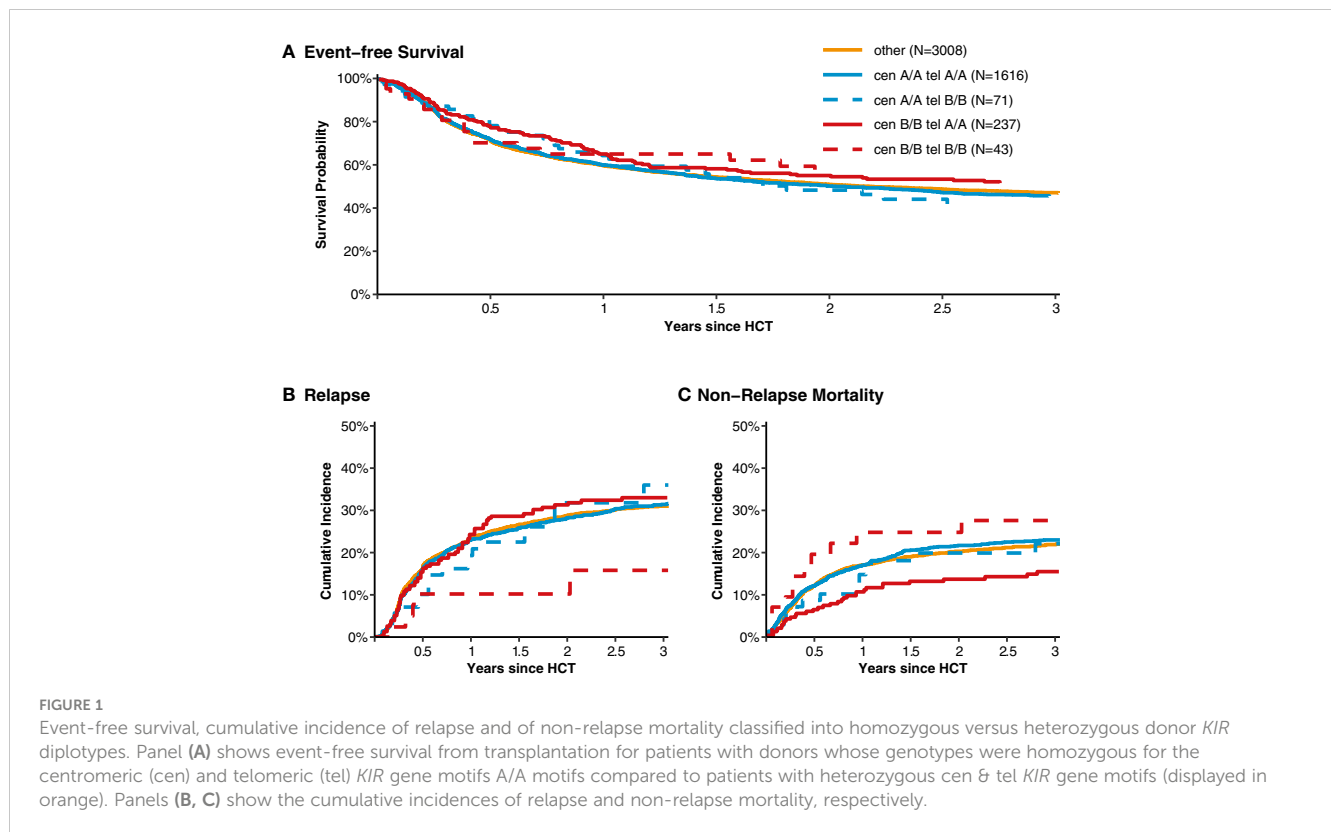 A Event-free Survival
other (N=3008)
cen A/A tel A/A (N=1616)
cen A/A tel B/B (N=71)
cen B/B tel A/A (N=237)
cen B/B tel B/B (N=43)
100%
80%
60%
40%
20%
0%
Survival Probability
0.5
1
1.5
2
2.5
3
Years since HCT
B Relapse
50%
40%
30%
20%
10%
0%
Cumulative Incidence
0.5
1
1.5
2
2.5
3
Years since HCT
C Non-Relapse Mortality
50%
40%
30%
20%
10%
0%
Cumulative Incidence
0.5
1
1.5
2
2.5
3
Years since HCT
FIGURE 1
Event-free survival, cumulative incidence of relapse and of non-relapse mortality classified into homozygous versus heterozygous donor KIR
diplotypes. Panel (A) shows event-free survival from transplantation for patients with donors whose genotypes were homozygous for the
centromeric (cen) and telomeric (tel) KIR gene motifs A/A motifs compared to patients with heterozygous cen & tel KIR gene motifs (displayed in
orange). Panels (B, C) show the cumulative incidences of relapse and non-relapse mortality, respectively.